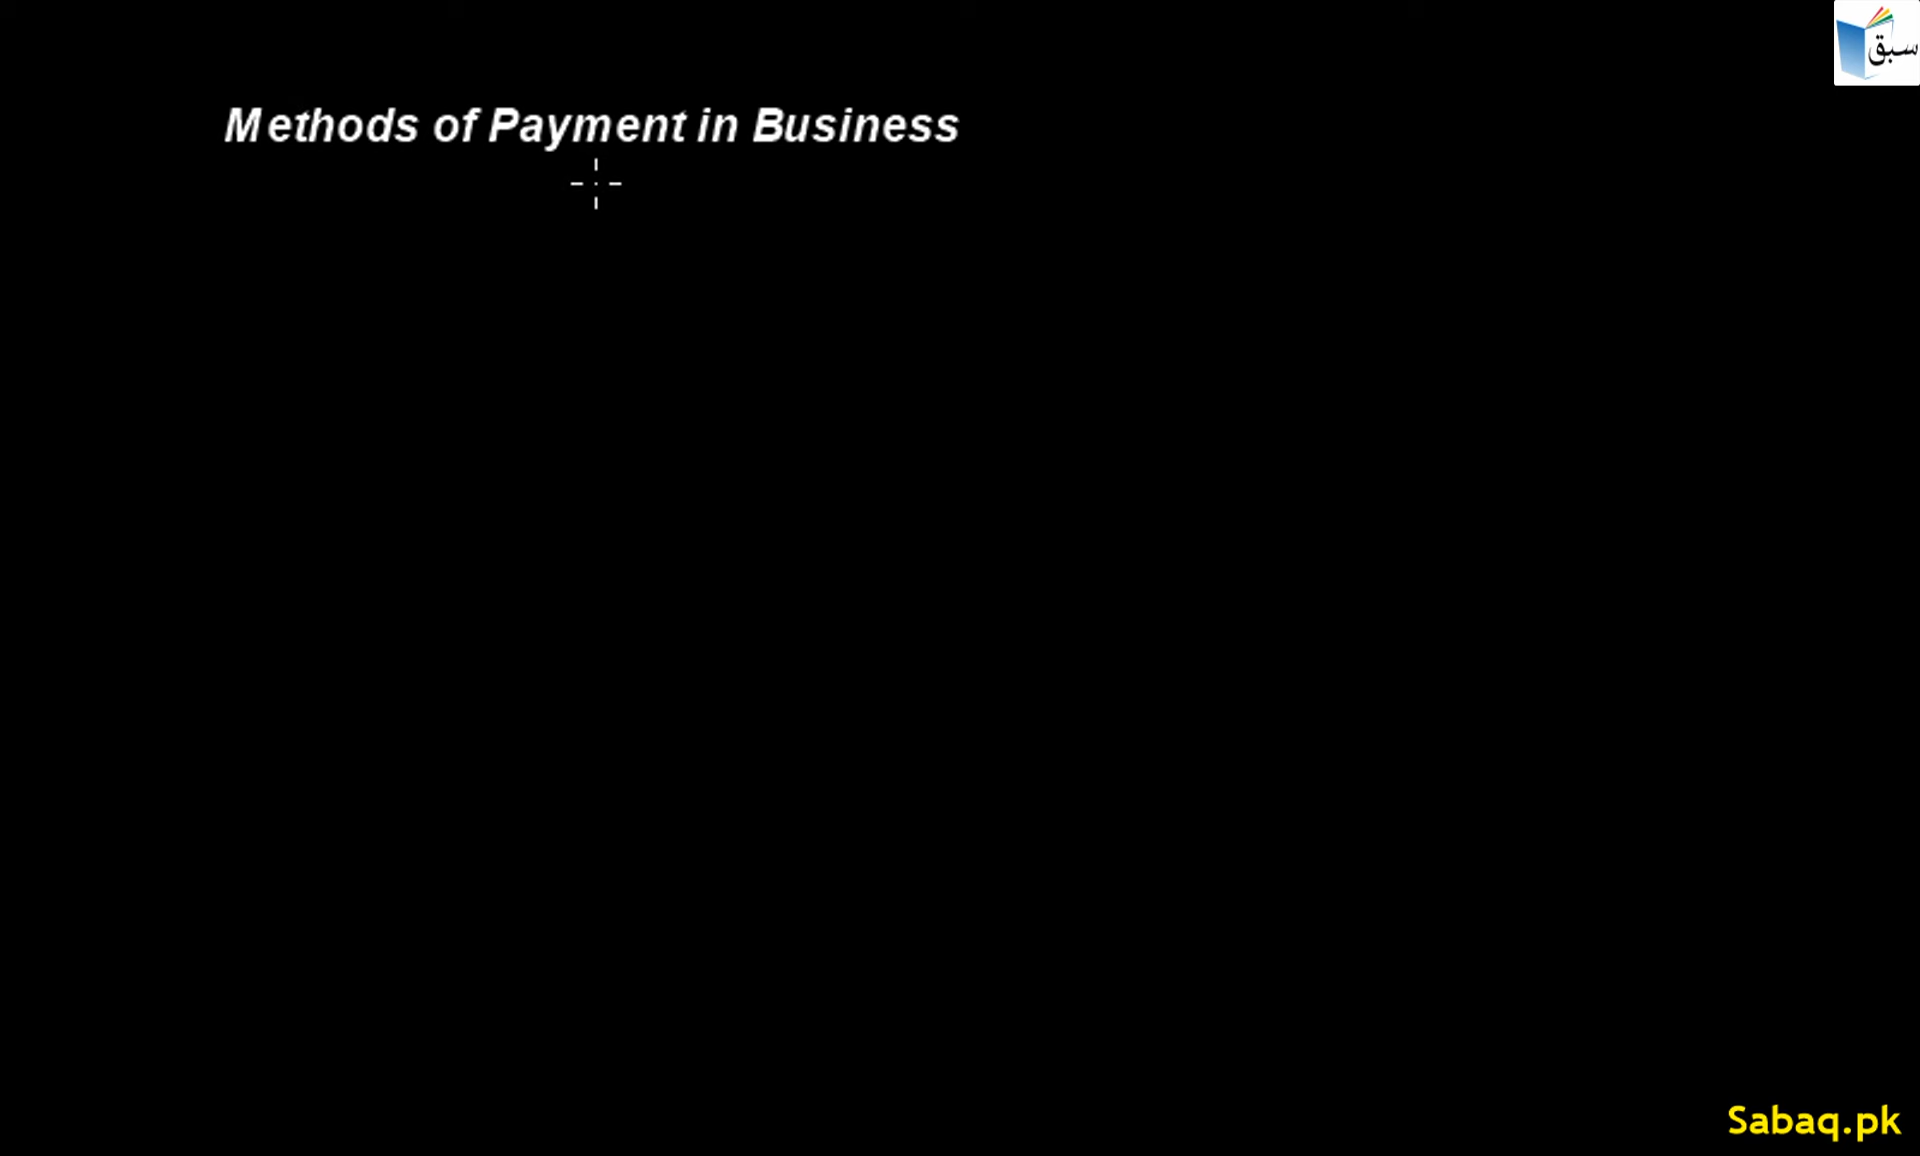 سبق
Methods of Payment in Business
Sabaq.pk